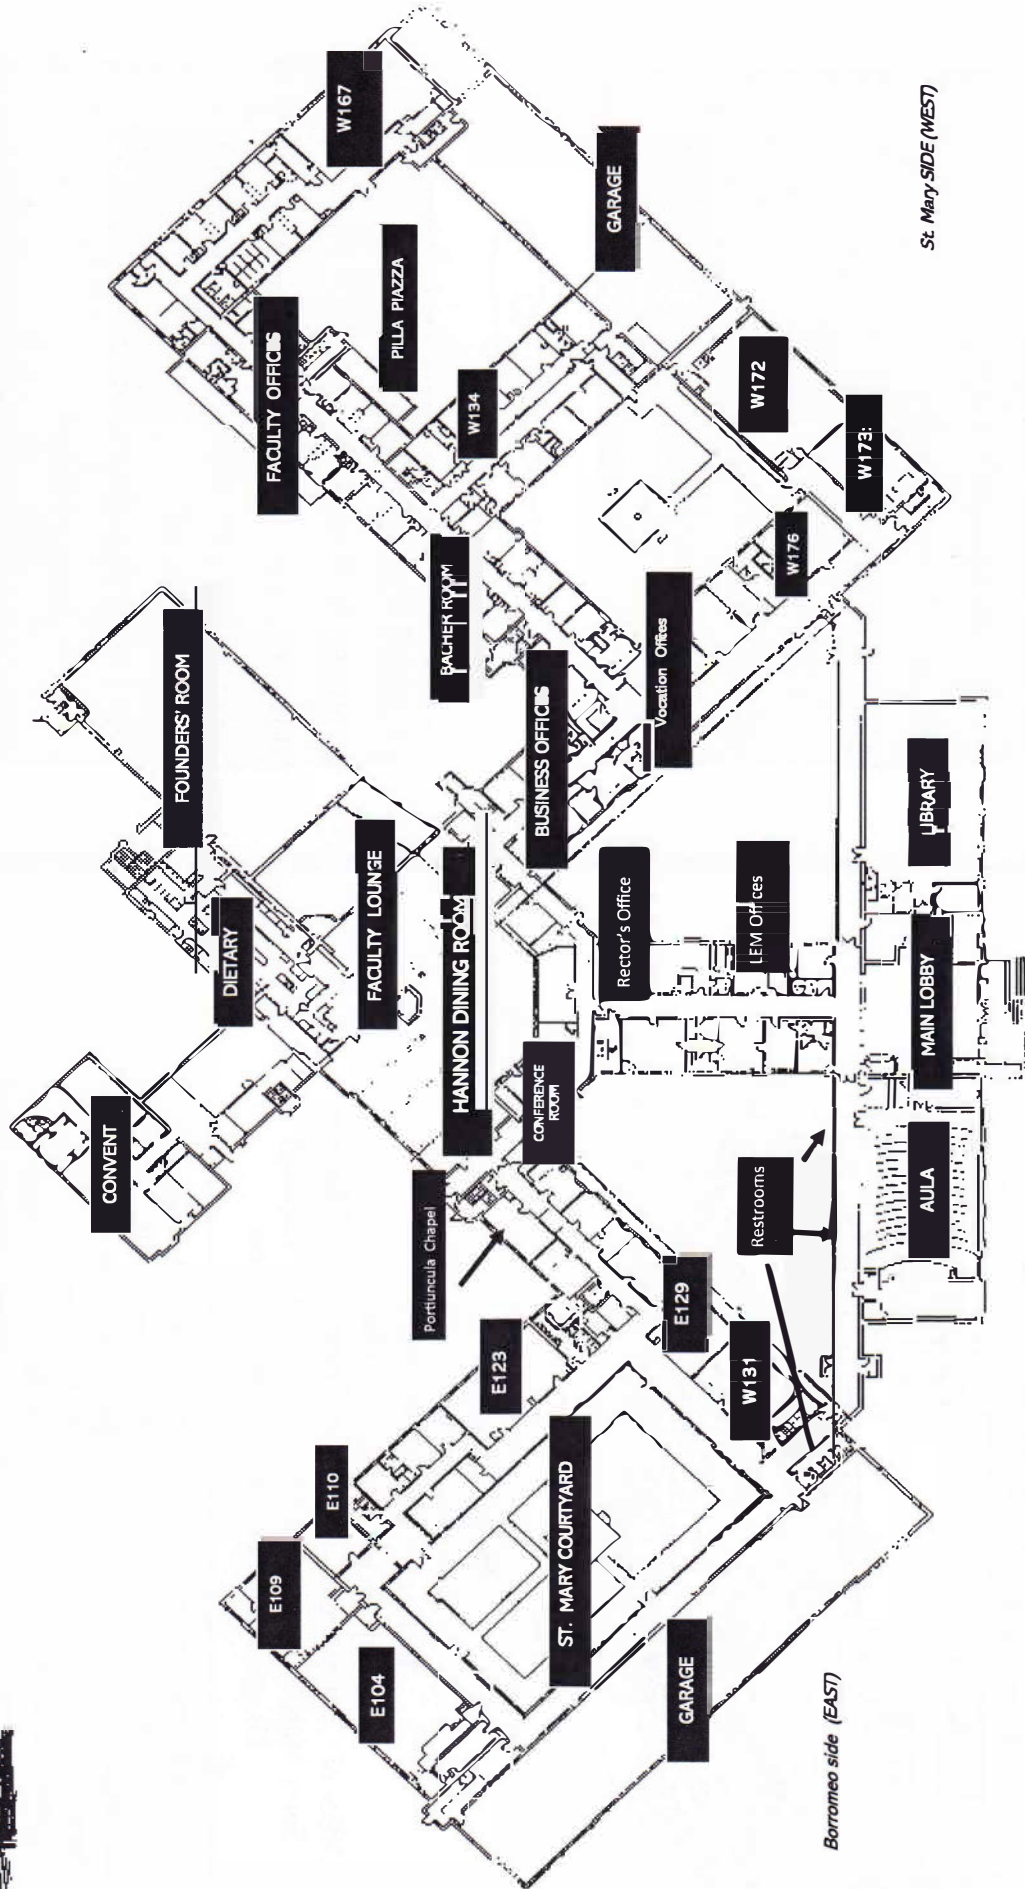 CONVENT
DIETARY
FOUNDERS' ROOM
FACULTY OFFICES
W167
E109
E110
E104
E123
Portiuncula Chapel
FACULTY LOUNGE
HANNON DINING ROOM
BACHER ROOM
PILLA PIAZZA
W134
CONFERENCE
ROOM
BUSINESS OFFICES
GARAGE
ST. MARY COURTYARD
E129
Rector's Office
Vocation Offices
GARAGE
W131
Restrooms
LEM Offices
W176
W172
W173:
AULA
MAIN LOBBY
LIBRARY
Borromeo side (EAST)
St. Mary SIDE (WEST)